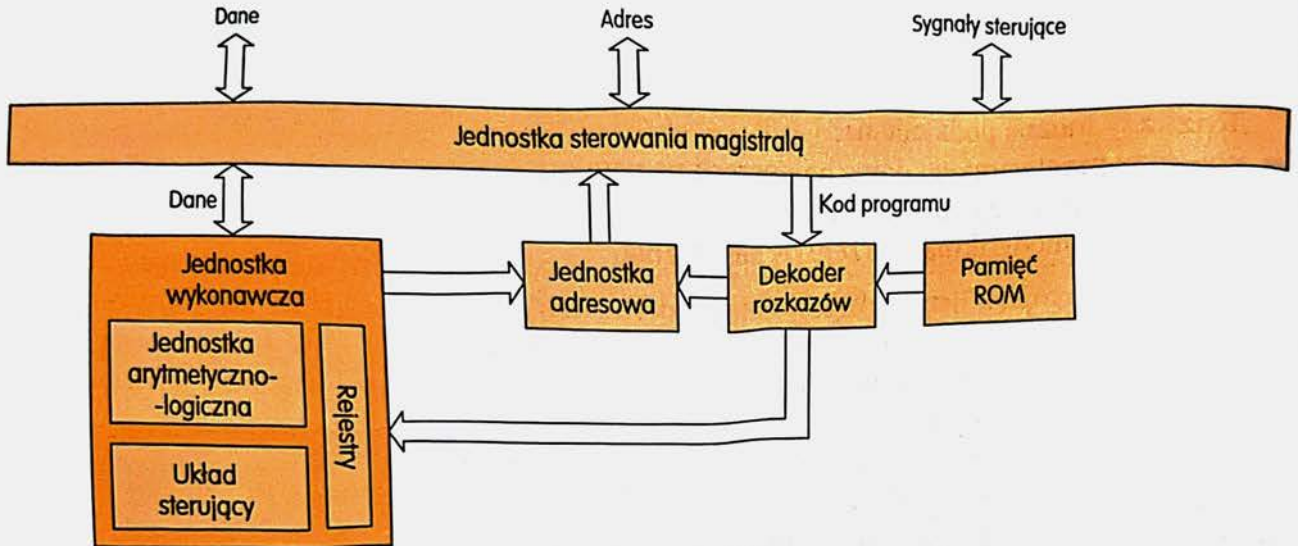 Dane
Adres
Sygnały sterujące
Jednostka sterowania magistralą
Dane
Kod programu
Jednostka
wykonawcza
Jednostka
adresowa
Dekoder
rozkazów
Pamięć
ROM
Jednostka
arytmetyczno-
-logiczna
Rejestry
Układ
sterujący